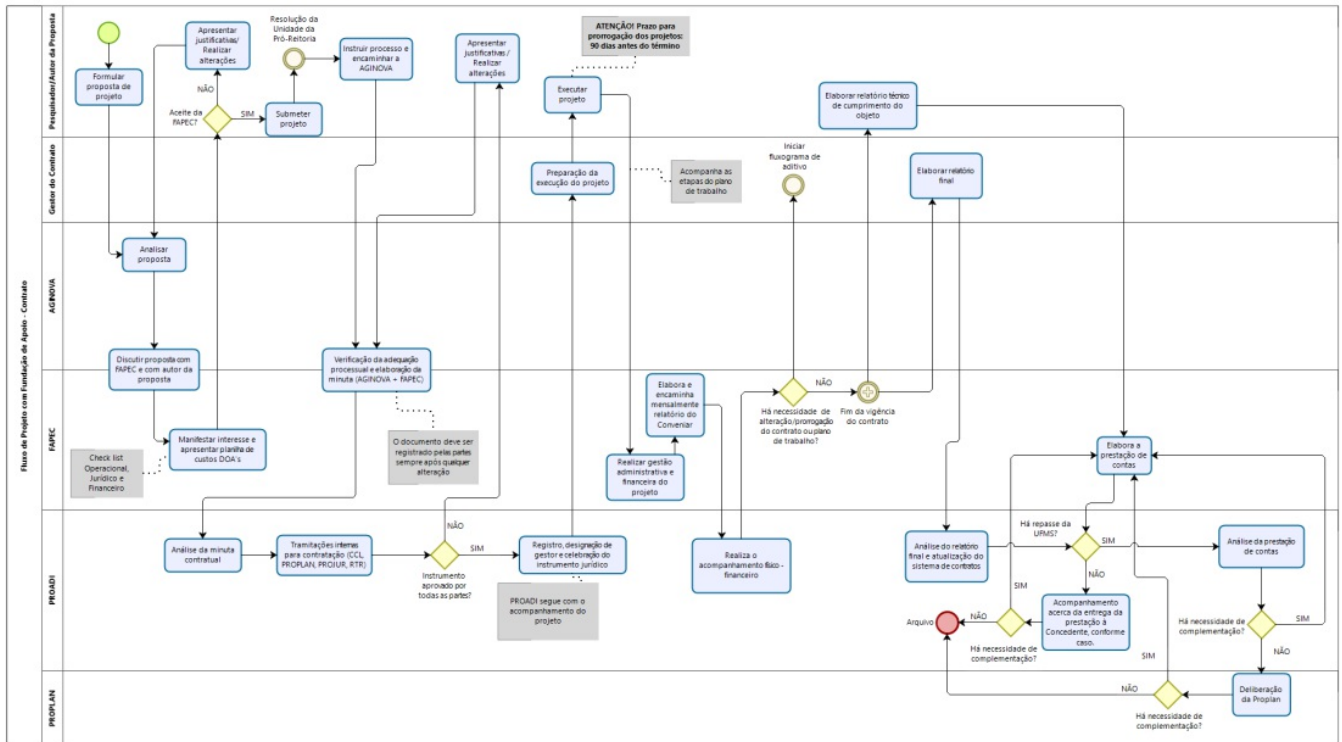 Fluxo de Projeto com Fundação de Apoio - Contrato
Pesquisador/Autor da Proposta
Formular
proposta de
projeto
Apresentar
justificativas/
Realizar
alterações
NÃO
Aceite da
FAPEC?
SIM
Submeter
projeto
Resolução da
Unidade da
Pró-Reitoria
Instruir processo e
encaminhar a
AGINOVA
Apresentar
justificativas/
Realizar
alterações
ATENÇÃO! Prazo para
prorrogação dos projetos:
90 dias antes do término
Executar
projeto
Elaborar relatório técnico
de cumprimento do
objeto
Gestor do Contrato
Preparação da
execução do projeto
Acompanha as
etapas do plano
de trabalho
Iniciar
fluxograma de
aditivo
Elaborar relatório
final
AGINOVA
Analisar
proposta
Discutir proposta com
FAPEC e com autor da
proposta
Verificação da adequação
processual e elaboração da
minuta (AGINOVA + FAPEC)
FAPEC
Check list
Operacional,
Jurídico e
Financeiro
Manifestar interesse e
apresentar planilha de
custos DOA's
O documento deve ser
registrado pelas partes
sempre após qualquer
alteração
Elabora e
encaminha
mensalmente
relatório do
Conveniar
Realizar gestão
administrativa e
financeira do
projeto
Há necessidade de
alteração/prorrogação
do contrato ou plano
de trabalho?
NÃO
Fim da vigência
do contrato
Elabora a
prestação de
contas
PROADI
Análise da minuta
contratual
Tramitações internas
para contratação (CCL,
PROPLAN, PROJUR, RTR)
NÃO
Instrumento
aprovado por
todas as partes?
SIM
Registro, designação de
gestor e celebração do
instrumento jurídico
PROADI segue com o
acompanhamento do
projeto
Realiza o
acompanhamento físico -
financeiro
Análise do relatório
final e atualização do
sistema de contratos
Há repasse da
UFMS?
SIM
NÃO
Análise da prestação
de contas
Acompanhamento
acerca da entrega da
prestação à
Concedente, conforme
caso.
SIM
NÃO
Há necessidade de
complementação?
Arquivo
Há necessidade de
complementação?
SIM
NÃO
PROPLAN
Deliberação
da Proplan
SIM
NÃO
Há necessidade de
complementação?